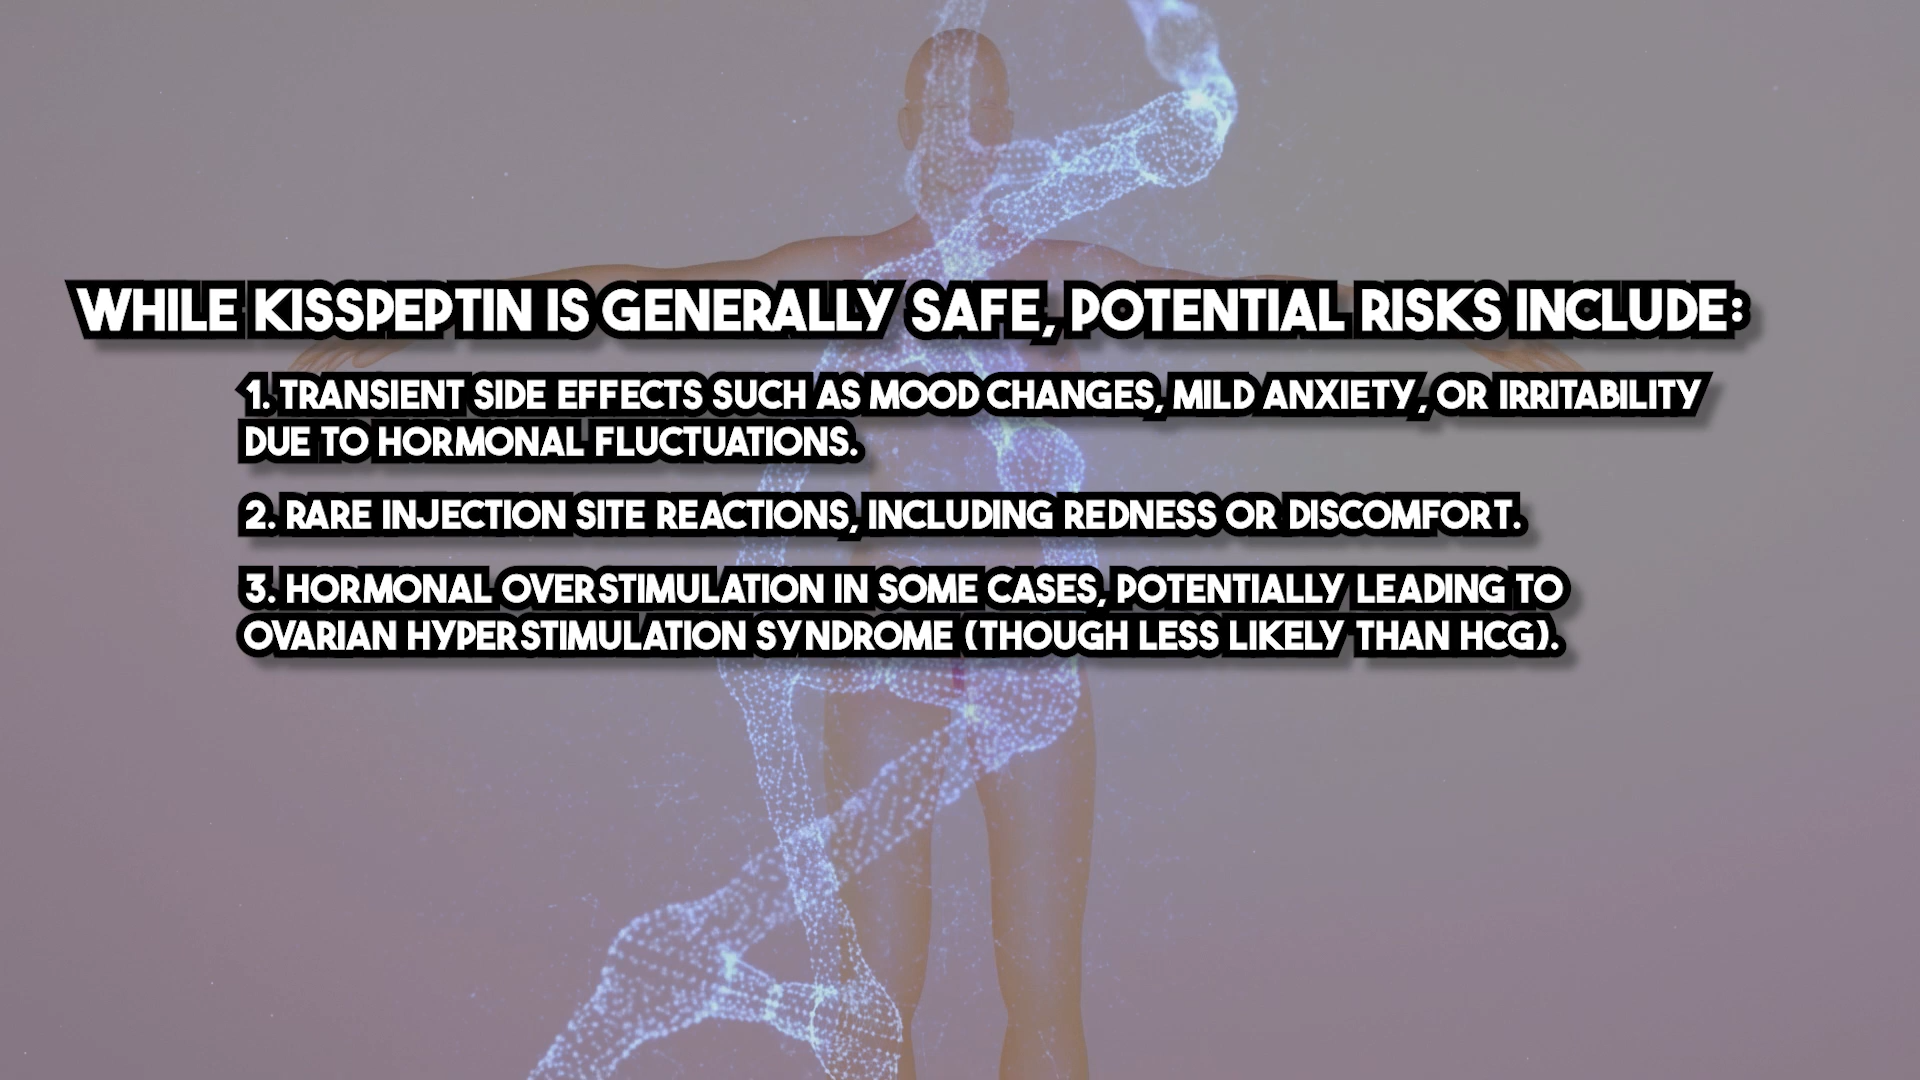 WHILE KISSPEPTIN IS GENERALLY SAFE, POTENTIAL RISKS INCLUDE:
1. TRANSIENT SIDE EFFECTS SUCH AS MOOD CHANGES, MILD ANXIETY, OR IRRITABILITY
DUE TO HORMONAL FLUCTUATIONS.
2. RARE INJECTION SITE REACTIONS, INCLUDING REDNESS OR DISCOMFORT.
3. HORMONAL OVERSTIMULATION IN SOME CASES, POTENTIALLY LEADING TO
OVARIAN HYPERSTIMULATION SYNDROME (THOUGH LESS LIKELY THAN HCG).